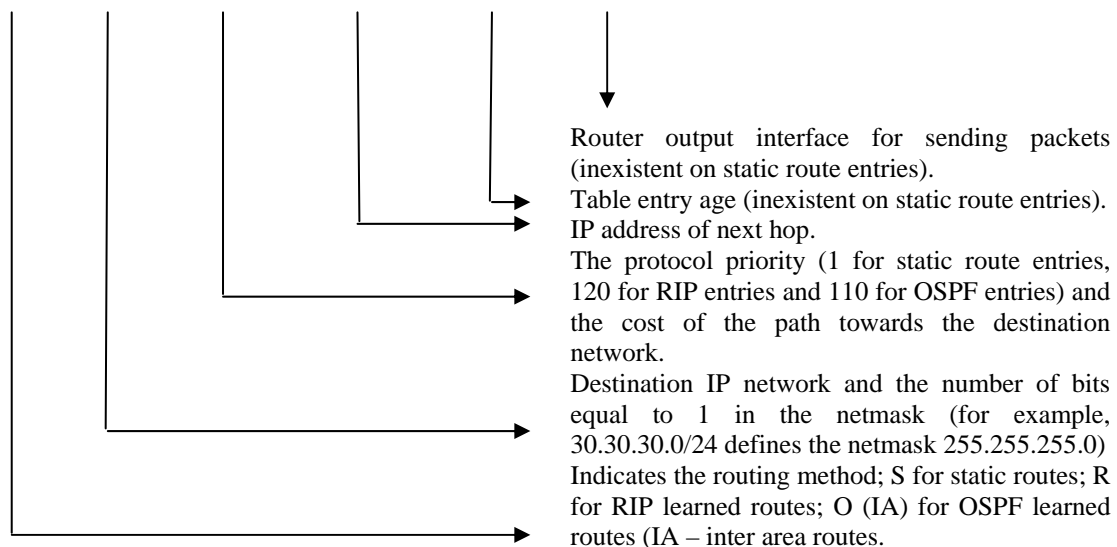 Router output interface for sending packets
(inexistent on static route entries).
Table entry age (inexistent on static route entries).
IP address of next hop.
The protocol priority (1 for static route entries,
120 for RIP entries and 110 for OSPF entries) and
the cost of the path towards the destination
network.
Destination IP network and the number of bits
equal to 1 in the netmask (for example,
30.30.30.0/24 defines the netmask 255.255.255.0)
Indicates the routing method; S for static routes; R
for RIP learned routes; O (IA) for OSPF learned
routes (IA – inter area routes.